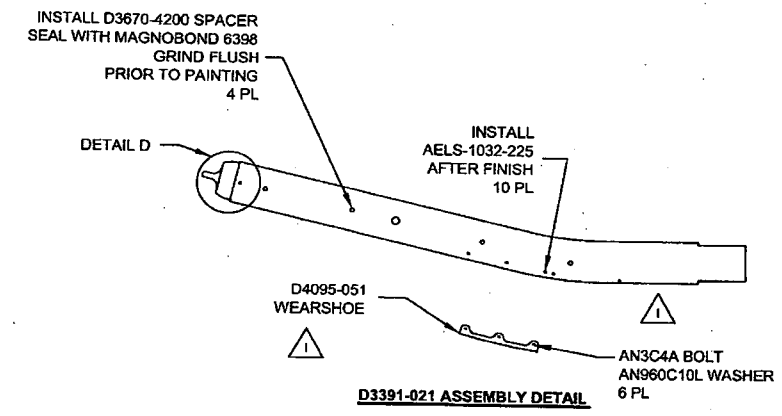 INSTALL D3670-4200 SPACER
SEAL WITH MAGNOBOND 6398
GRIND FLUSH
PRIOR TO PAINTING
4 PL
DETAIL D
INSTALL
AELS-1032-225
AFTER FINISH
10 PL
D4095-051
WEARSHOE
1
1
AN3C4A BOLT
AN960C10L WASHER
6 PL
D3391-021 ASSEMBLY DETAIL